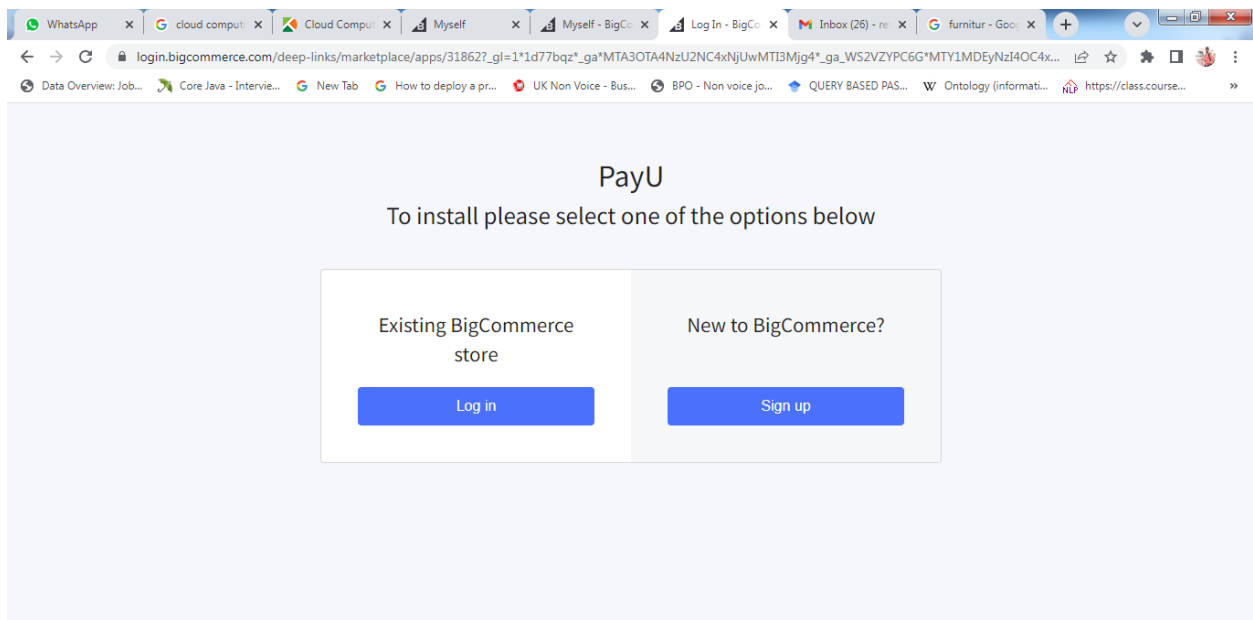 WhatsApp
cloud computi
Cloud Comput
Myself
Myself - BigCo
Log In - BigCo
Inbox (26) - re
furnitur - Goog
login.bigcommerce.com/deep-links/marketplace/apps/31862?_gl=1*1d77bqz*_ga*MTA3OTA4NzU2NC4xNjUwMTI3Mjg4*_ga_WS2VZYPC6G*MTY1MDEyNzI4OC4x...
Data Overview: Job...
Core Java - Intervie...
New Tab
How to deploy a pr...
UK Non Voice - Bus...
BPO - Non voice jo...
QUERY BASED PAS...
W Ontology (informati...
NLP https://class.course...
PayU
To install please select one of the options below
Existing BigCommerce
store
Log in
New to BigCommerce?
Sign up